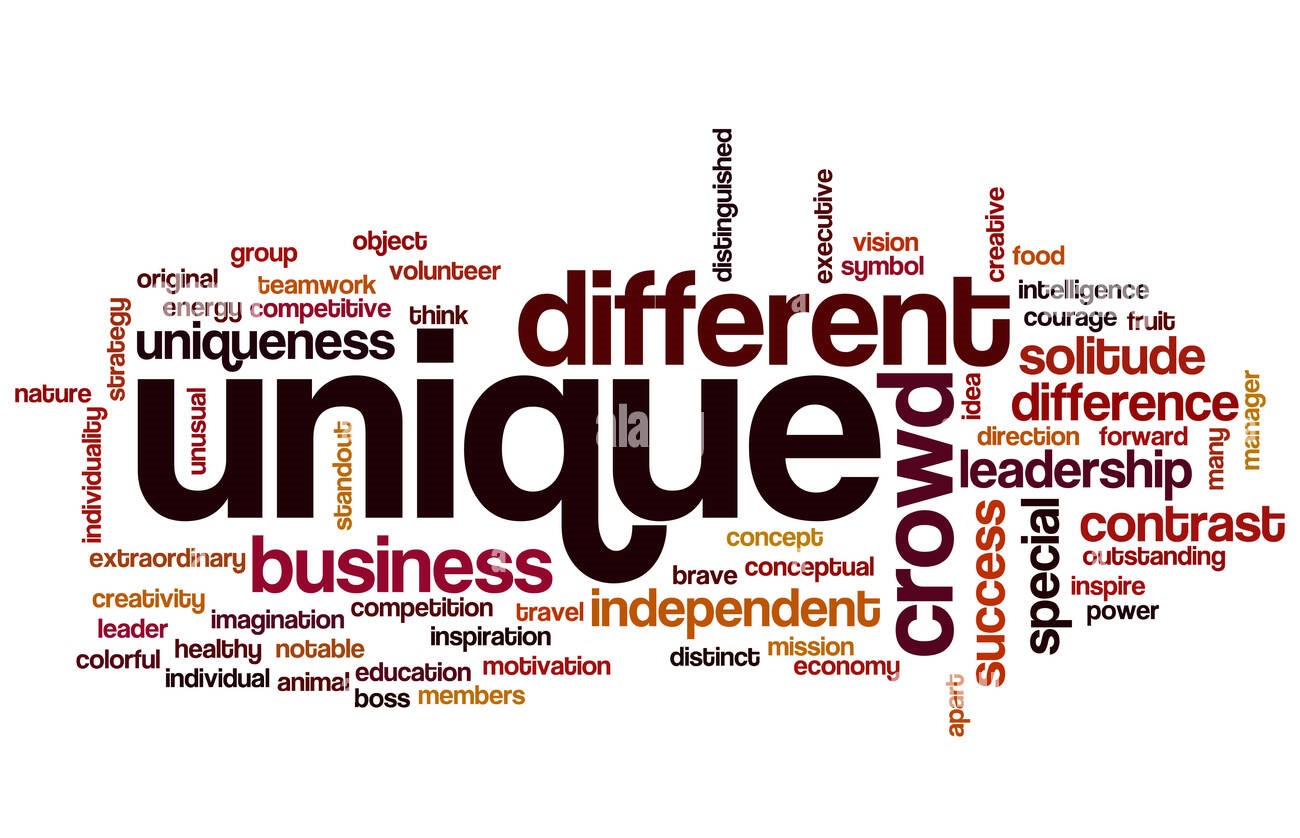 distinguished
executive
creative
object
group
vision
food
symbol
volunteer
original
teamwork
different
intelligence
energy
competitive
think
courage
fruit
strategy
uniqueness
solitude
nature
unique
idea
difference
manager
unusual
individuality
standout
crowd
direction
forward
many
leadership
success
special
contrast
concept
extraordinary
business
outstanding
brave
conceptual
inspire
creativity
imagination
competition
travel
independent
power
leader
inspiration
healthy
notable
distinct
mission
colorful
education
motivation
economy
individual
animal
boss
members
apart
a
a
a